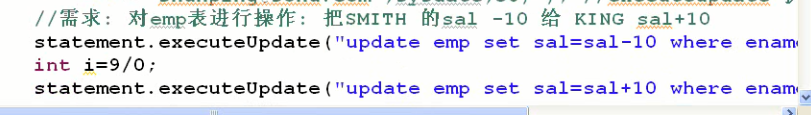 //需求: 对emp表进行操作: 把SMITH 的sal -10 给 KING sal+10
statement.executeUpdate("update emp set sal=sal-10 where enam
int i=9/0;
statement.executeUpdate("update emp set sal=sal+10 where enam